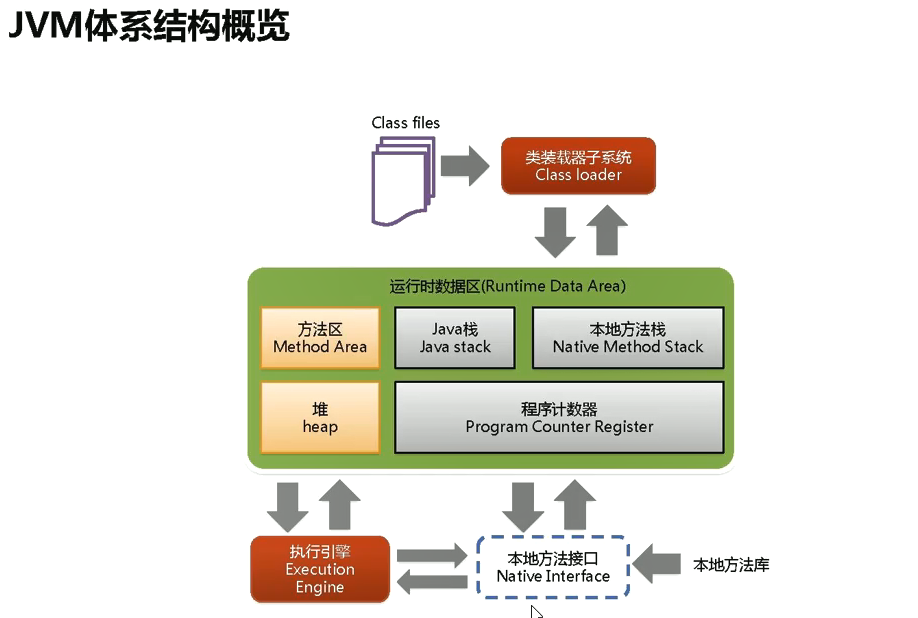 JVM体系结构概览
Class files
类装载器子系统
Class loader
运行时数据区(Runtime Data Area)
方法区
Method Area
Java栈
Java stack
本地方法栈
Native Method Stack
堆
heap
程序计数器
Program Counter Register
执行引擎
Execution
Engine
本地方法接口
Native Interface
本地方法库